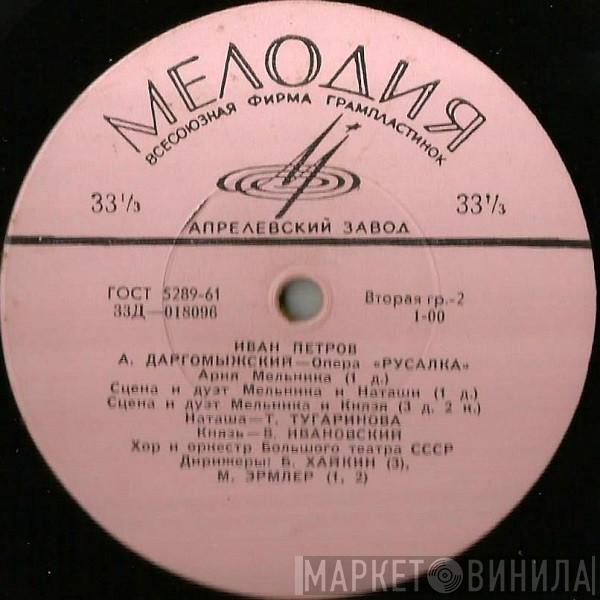 МЕЛОДИЯ
ВСЕСОЮЗНАЯ ФИРМА ГРАМПЛАСТИНОК
33⅓ 33⅓
АПРЕЛЕВСКИЙ ЗАВОД
ГОСТ 5289-61 Вторая гр.-2
33Д—018096 1-00
ИВАН ПЕТРОВ
А. ДАРГОМЫЖСКИЙ—Опера «РУСАЛКА»
Ария Мельника (1 д.)
Сцена и дуэт Мельника и Наташи (1 д.)
Сцена и дуэт Мельника и Князя (3 д. 2 к.)
Наташа—Т. ТУГАРИНОВА
Князь—В. ИВАНОВСКИЙ
Хор и оркестр Большого театра СССР
Дирижеры: Б. ХАЙКИН (3),
М. ЭРМЛЕР (1, 2)
МАРКЕТ ВИНИЛА